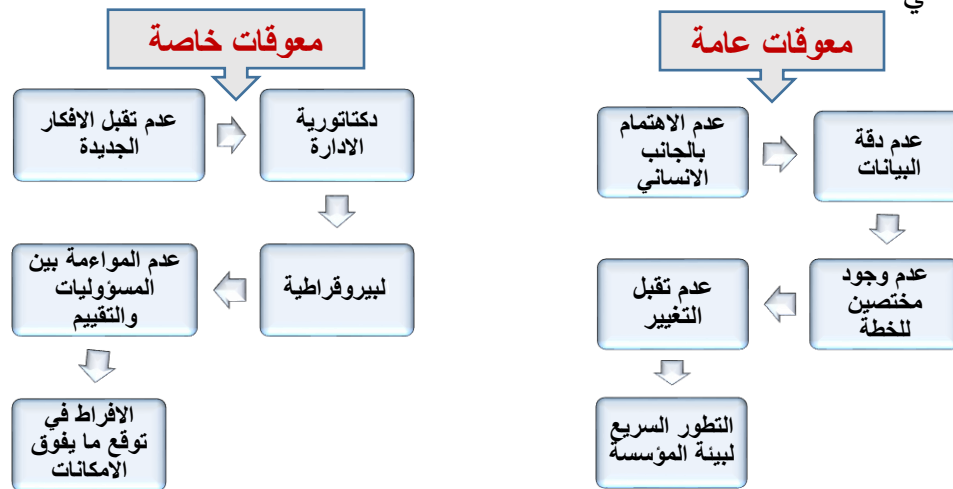 ي
معوقات عامة
عدم الاهتمام
بالجانب
الانساني
عدم دقة
البيانات
عدم وجود
مختصين
للخطة
عدم تقبل
التغيير
التطور السريع
لبيئة المؤسسة
معوقات خاصة
عدم تقبل الافكار
الجديدة
دكتاتورية
الادارة
لبيروقراطية
عدم المواءمة بين
المسؤوليات
والتقييم
الافراط في
توقع ما يفوق
الامكانات